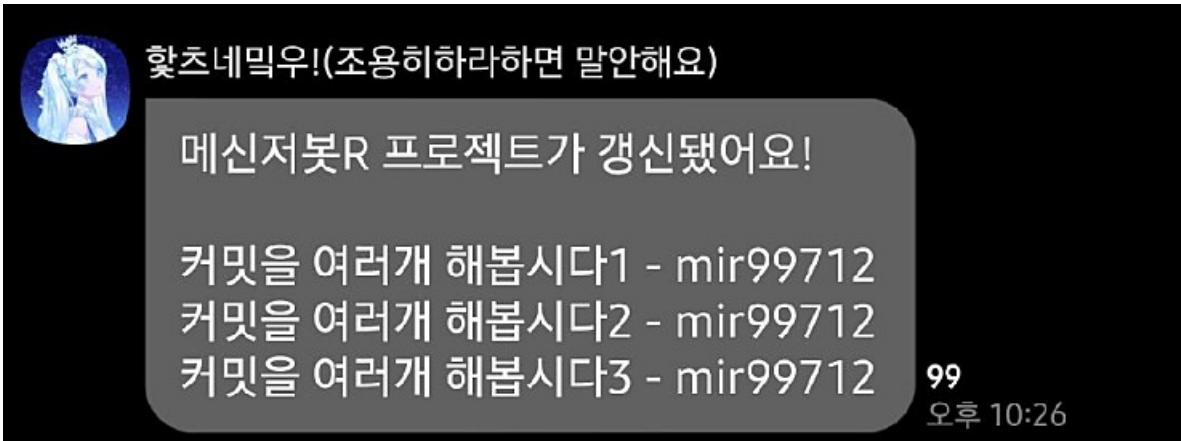 핯츠네믹우!(조용히하라하면 말안해요)
메신저봇R 프로젝트가 갱신됐어요!
커밋을 여러개 해봅시다1 - mir99712
커밋을 여러개 해봅시다2 - mir99712
커밋을 여러개 해봅시다3 - mir99712
99
오후 10:26